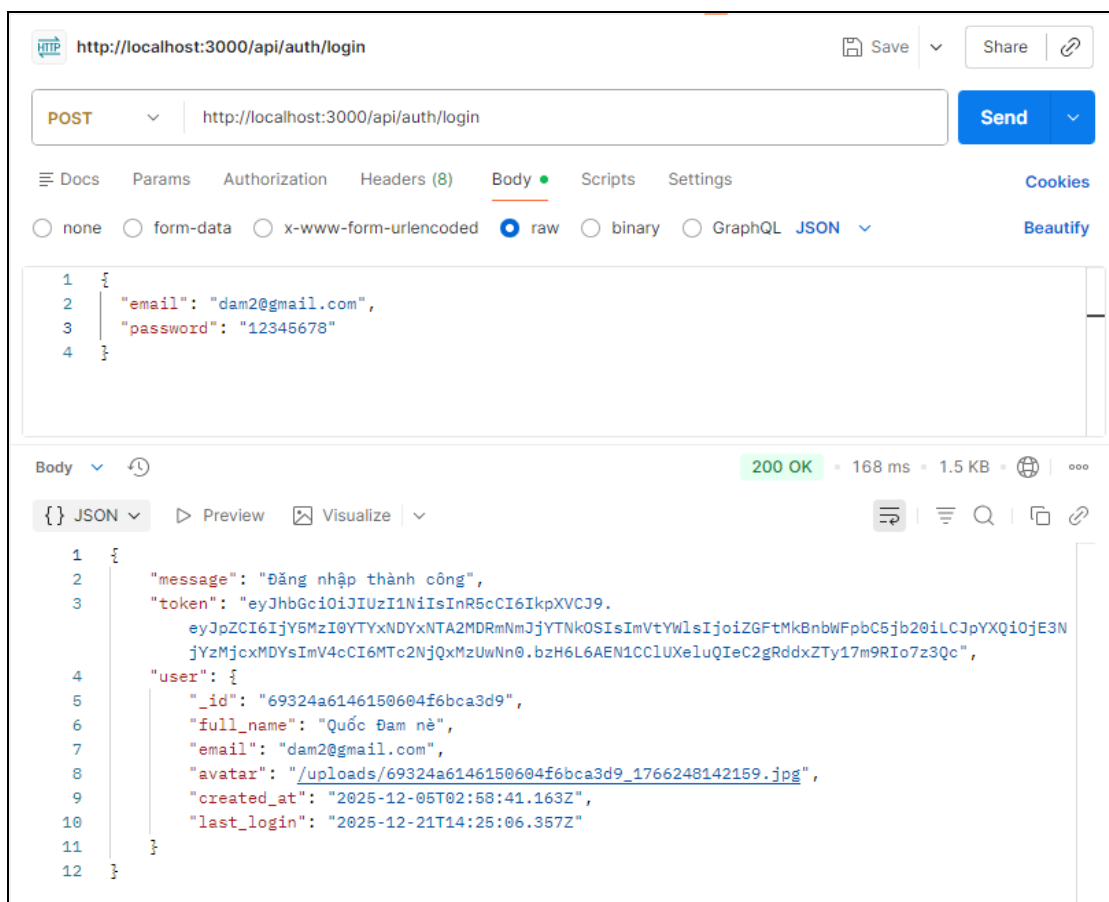 HTTP http://localhost:3000/api/auth/login Save Share
POST http://localhost:3000/api/auth/login Send
Docs Params Authorization Headers (8) Body Scripts Settings Cookies
none form-data x-www-form-urlencoded raw binary GraphQL JSON Beautify
1 {
2 "email": "dam2@gmail.com",
3 "password": "12345678"
4 }
Body 200 OK 168 ms 1.5 KB
{} JSON Preview Visualize
1 {
2 "message": "Đăng nhập thành công",
3 "token": "eyJhbGciOiJIUzI1NiIsInR5cCI6IkpXVCJ9.
eyJpZCI6IjY5MzI0YTYxNDYxNTA2MDRmNmJjYTNkOSIsImVtYWlsIjoiZGFtMkBnbWFpbC5jb20iLCJpYXQiOjE3N
jYzMjcxMDYsImV4cCI6MTc2NjQxMzUwNn0.bzH6L6AEN1CClUXeluQIeC2gRddxZTy17m9RIo7z3Qc",
4 "user": {
5 "_id": "69324a6146150604f6bca3d9",
6 "full_name": "Quốc Đam nè",
7 "email": "dam2@gmail.com",
8 "avatar": "/uploads/69324a6146150604f6bca3d9_1766248142159.jpg",
9 "created_at": "2025-12-05T02:58:41.163Z",
10 "last_login": "2025-12-21T14:25:06.357Z"
11 }
12 }